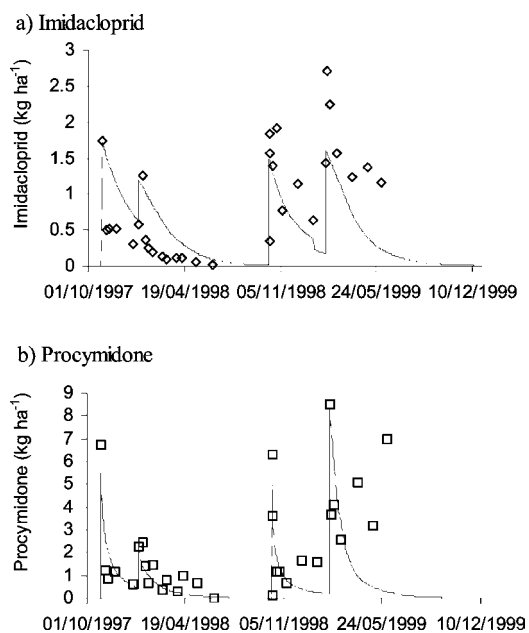 a) Imidacloprid
3
2.5
2
1.5
1
0.5
0
Imidacloprid (kg ha⁻¹)
01/10/1997 19/04/1998 05/11/1998 24/05/1999 10/12/1999
b) Procymidone
9
8
7
6
5
4
3
2
1
0
Procymidone (kg ha⁻¹)
01/10/1997 19/04/1998 05/11/1998 24/05/1999 10/12/1999